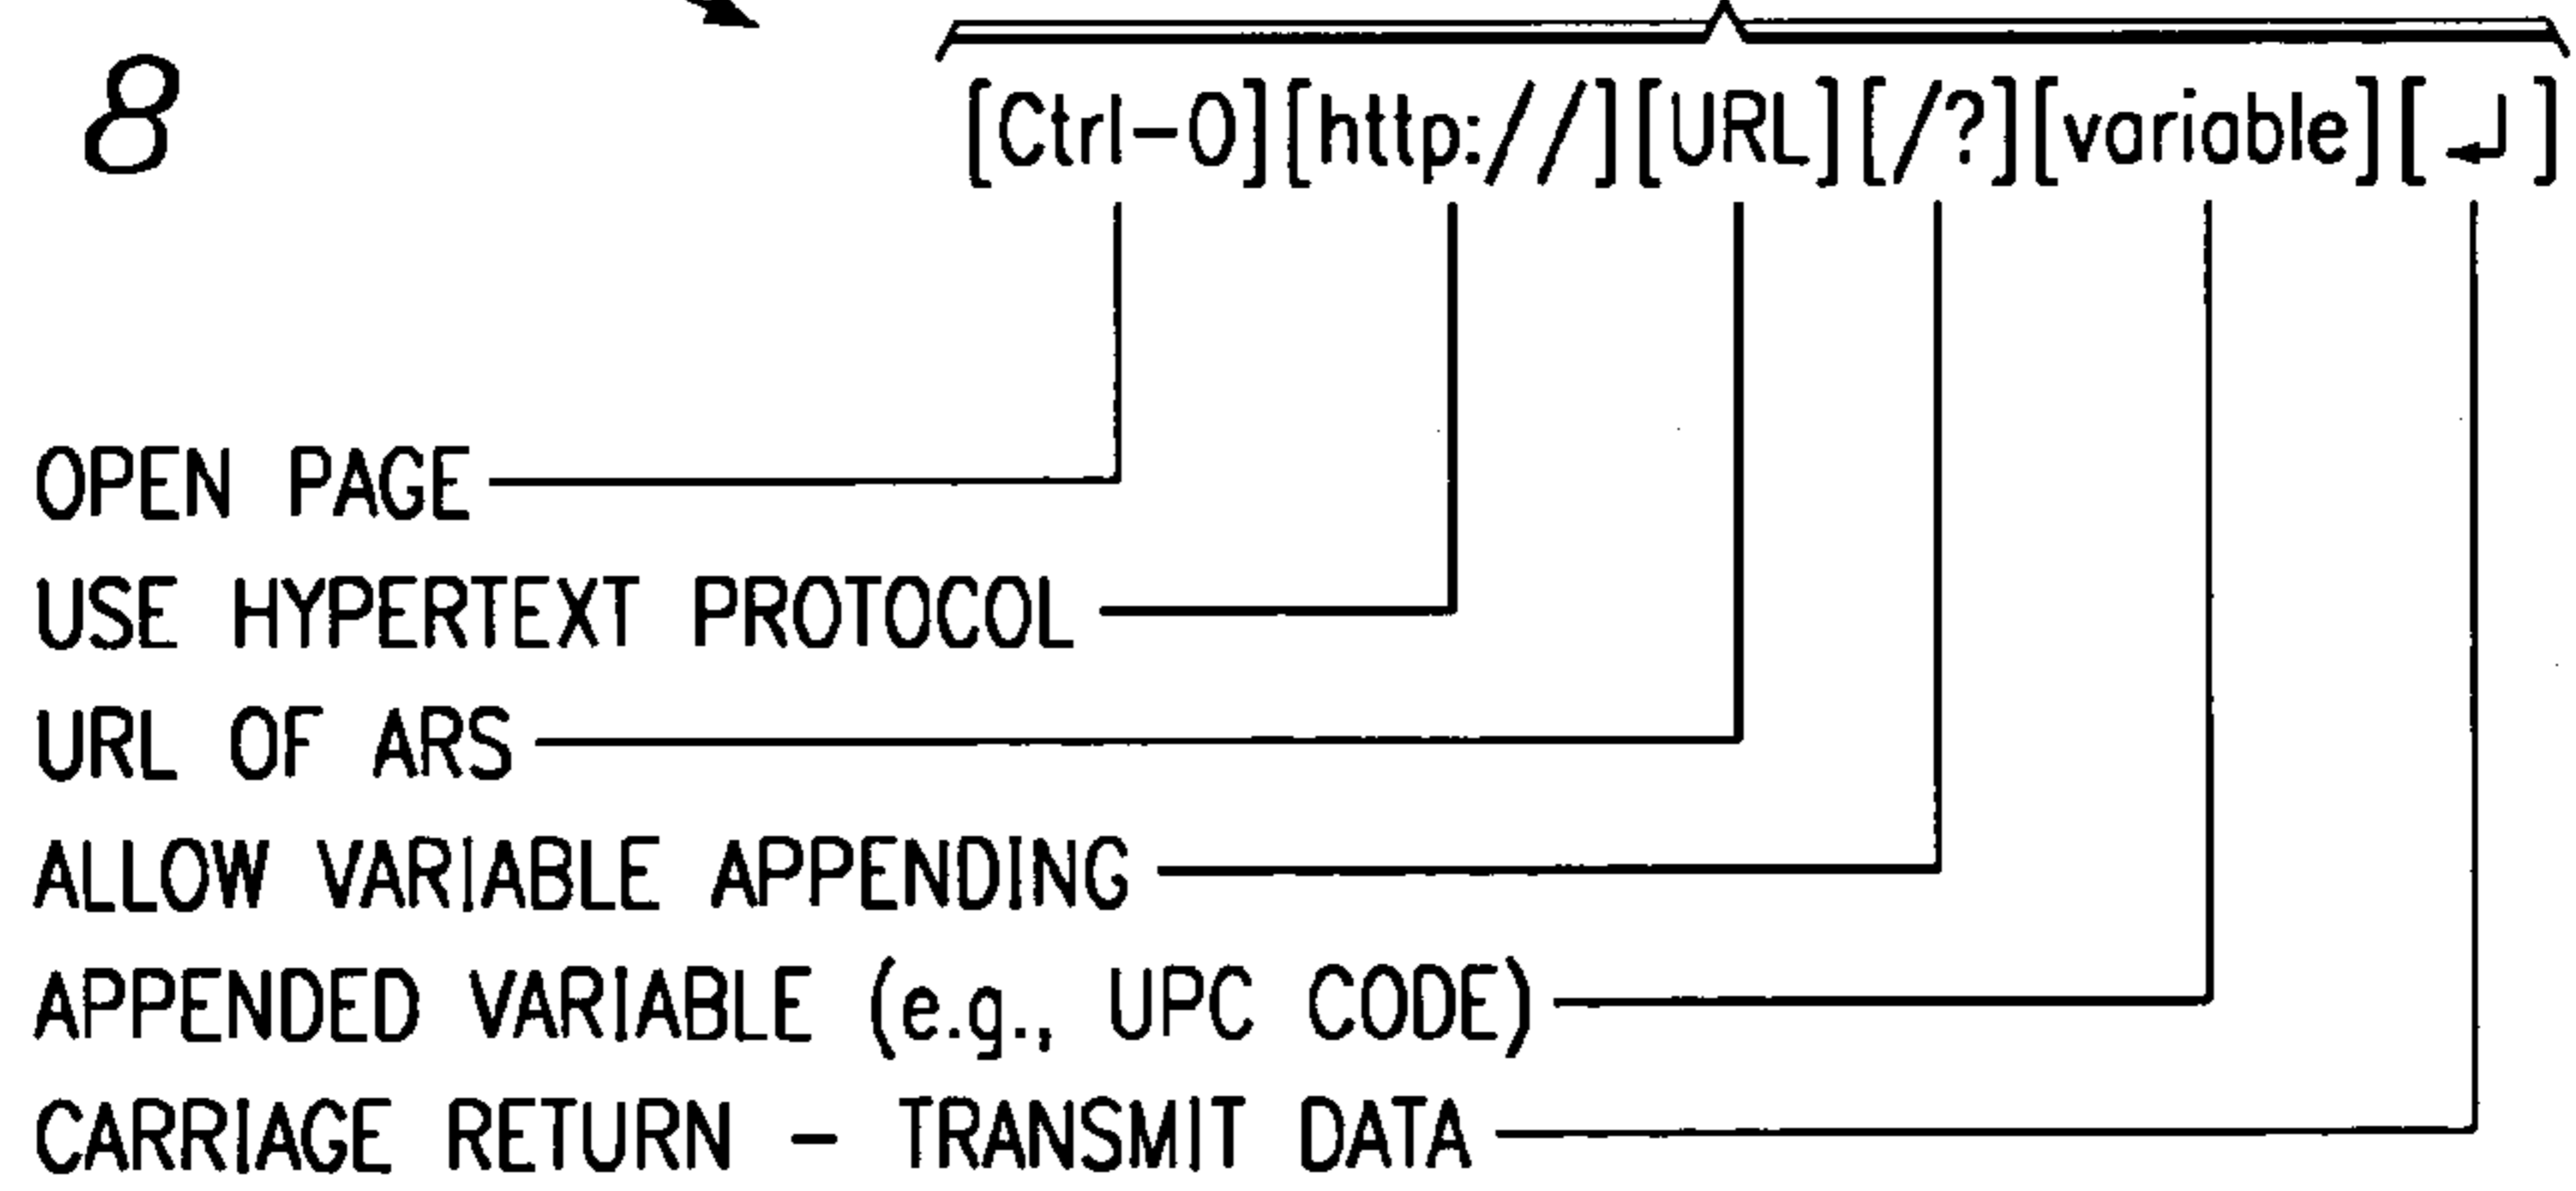 8
[Ctrl-O][http://][URL][/?][variable][↵]
OPEN PAGE
USE HYPERTEXT PROTOCOL
URL OF ARS
ALLOW VARIABLE APPENDING
APPENDED VARIABLE (e.g., UPC CODE)
CARRIAGE RETURN - TRANSMIT DATA